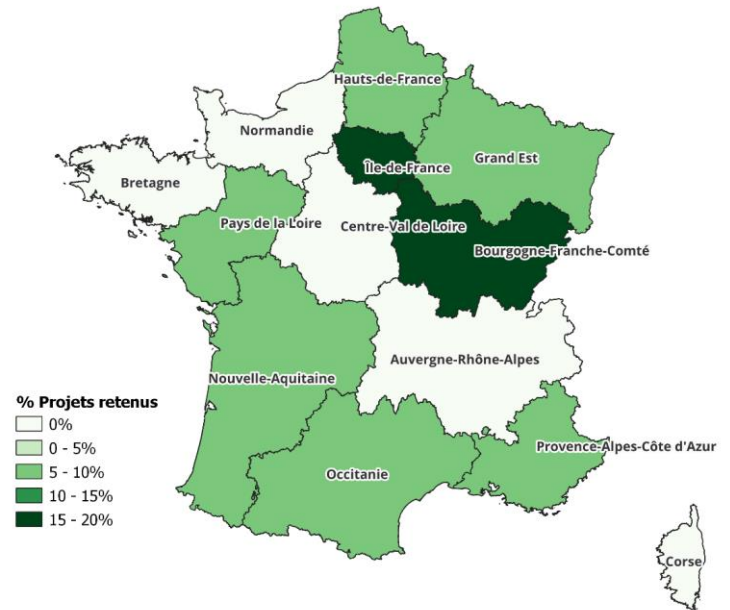 Hauts-de-France
Normandie
Île-de-France
Grand Est
Bretagne
Pays de la Loire
Centre-Val de Loire
Bourgogne-Franche-Comté
Auvergne-Rhône-Alpes
Nouvelle-Aquitaine
Provence-Alpes-Côte d'Azur
Occitanie
Corse
% Projets retenus
0%
0 - 5%
5 - 10%
10 - 15%
15 - 20%